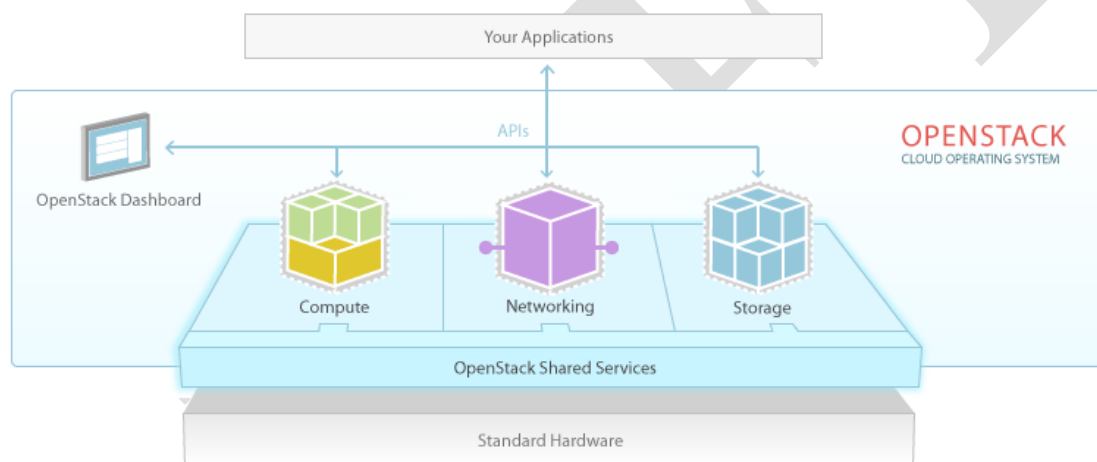 Your Applications
APIs
OPENSTACK
CLOUD OPERATING SYSTEM
OpenStack Dashboard
Compute
Networking
Storage
OpenStack Shared Services
Standard Hardware